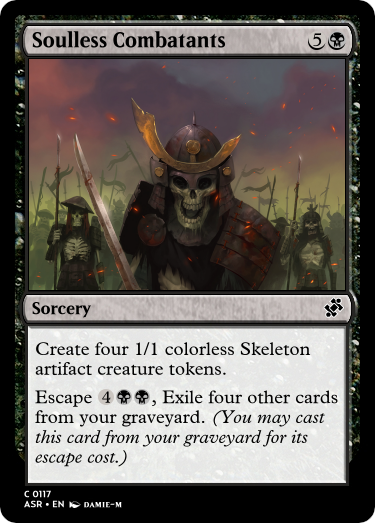 Soulless Combatants 5
Sorcery
Create four 1/1 colorless Skeleton
artifact creature tokens.
Escape 4, Exile four other cards
from your graveyard. (You may cast
this card from your graveyard for its
escape cost.)
C 0117
ASR • EN DAMIE-M